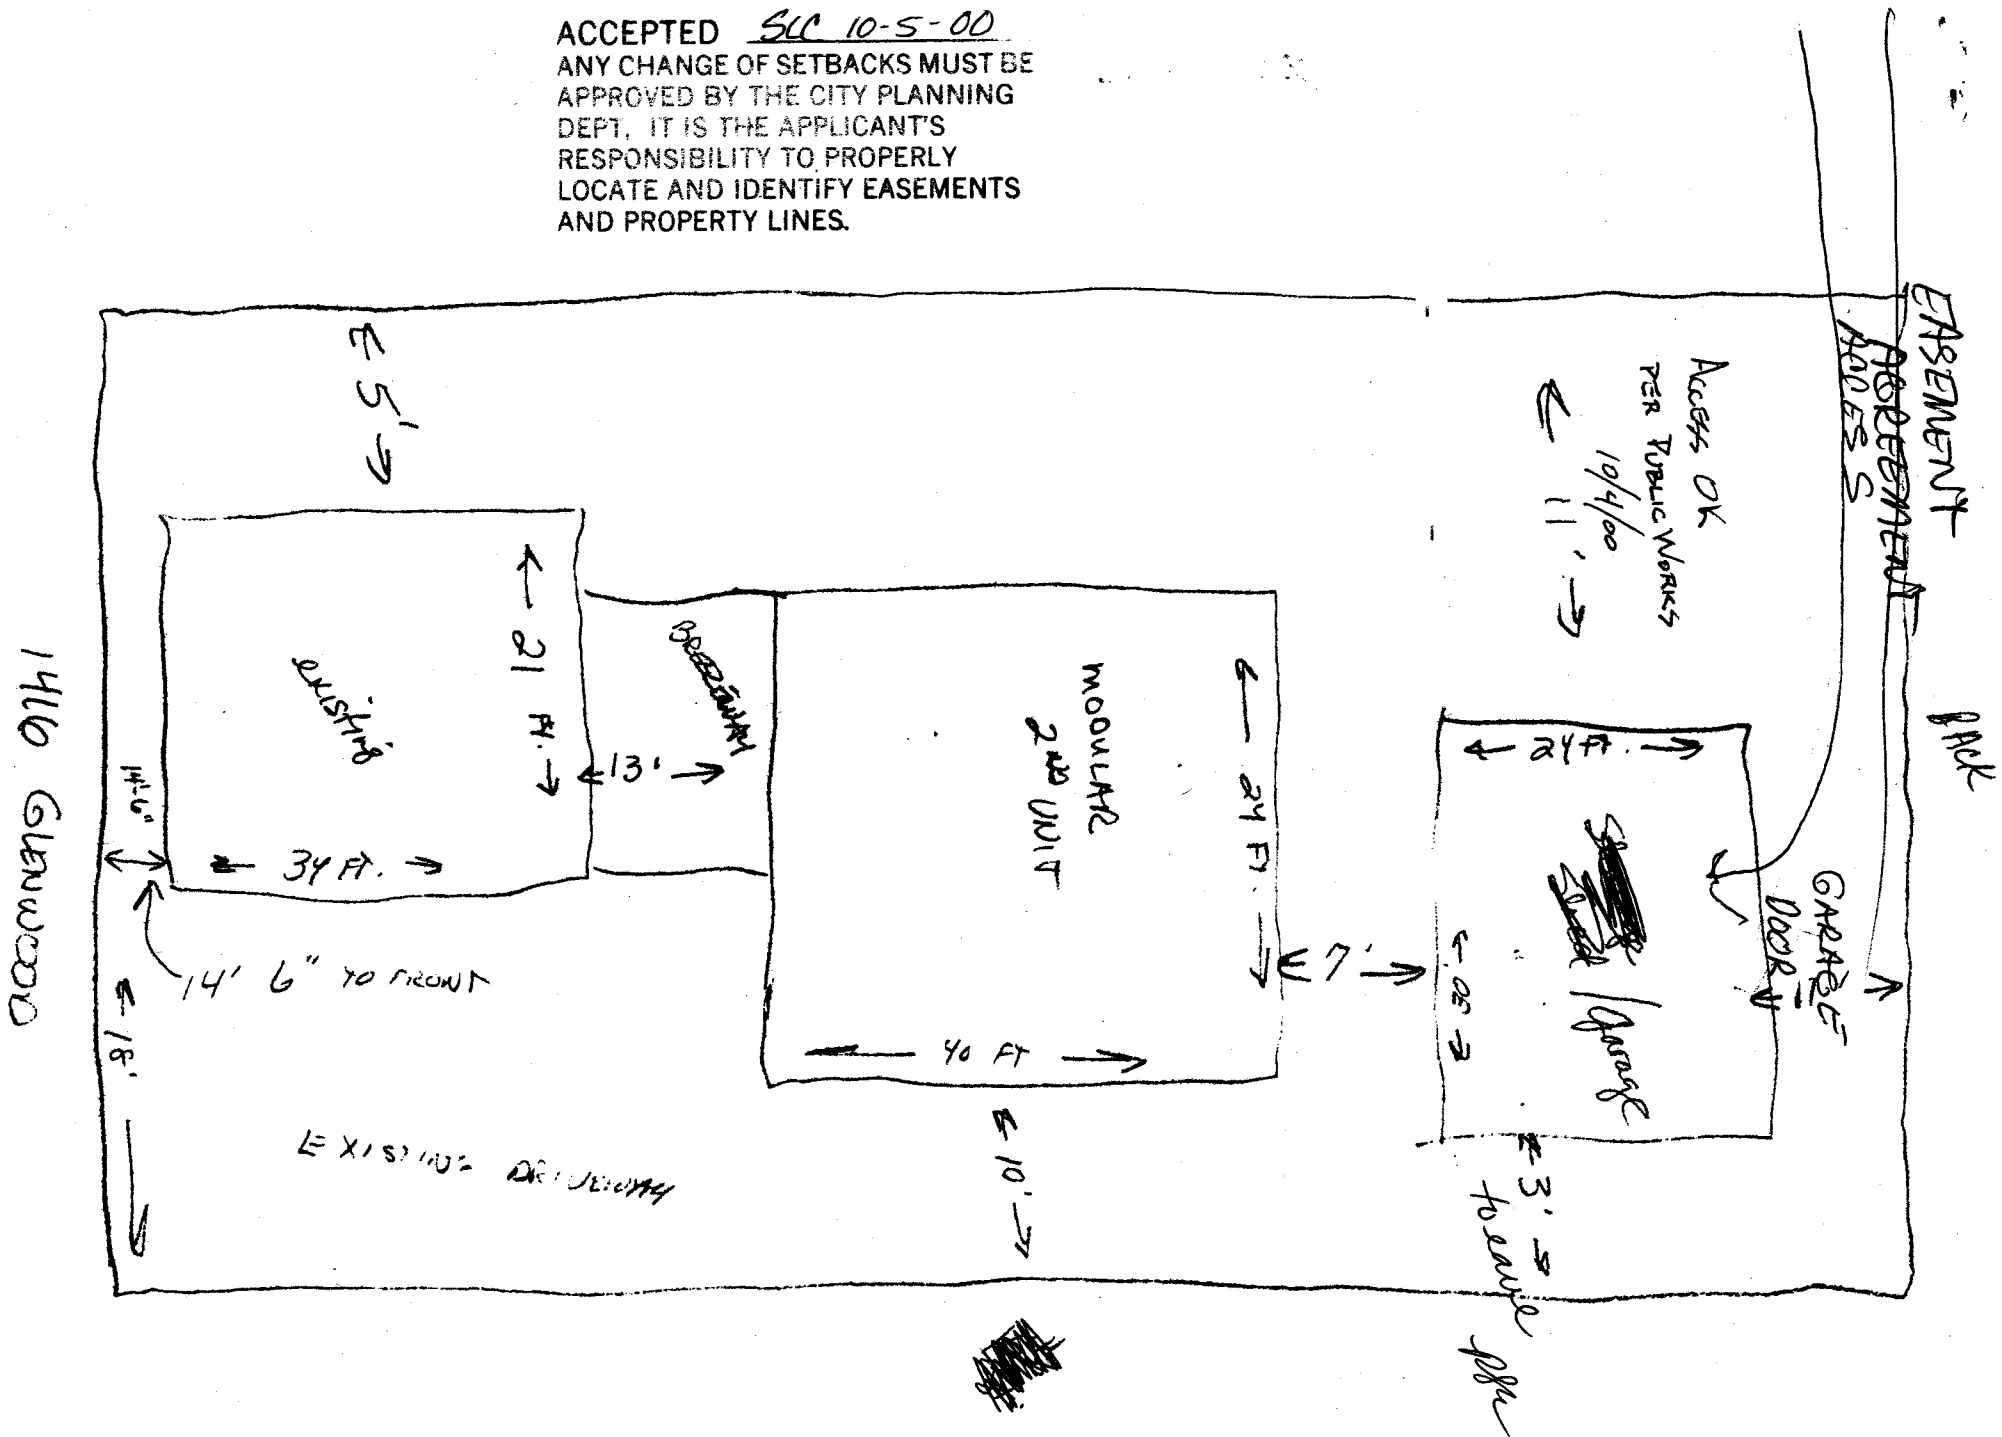 ACCEPTED SLC 10-5-00
ANY CHANGE OF SETBACKS MUST BE
APPROVED BY THE CITY PLANNING
DEPT. IT IS THE APPLICANT'S
RESPONSIBILITY TO PROPERLY
LOCATE AND IDENTIFY EASEMENTS
AND PROPERTY LINES.
EASEMENT
AGREEMENT
ACCESS
Access OK
PER PUBLIC WORKS
10/4/00
11'
5'
BACK
existing
21 Ft.
34 FT.
13'
MODULAR
2ND UNIT
24 FT.
40 FT
7'
24 FT.
30'
Shed / Garage
GARAGE
DOOR
14'-6"
14' 6" TO FRONT
18'
EXISTING DRIVEWAY
10'
3'
to eave
1416 GLENWOOD